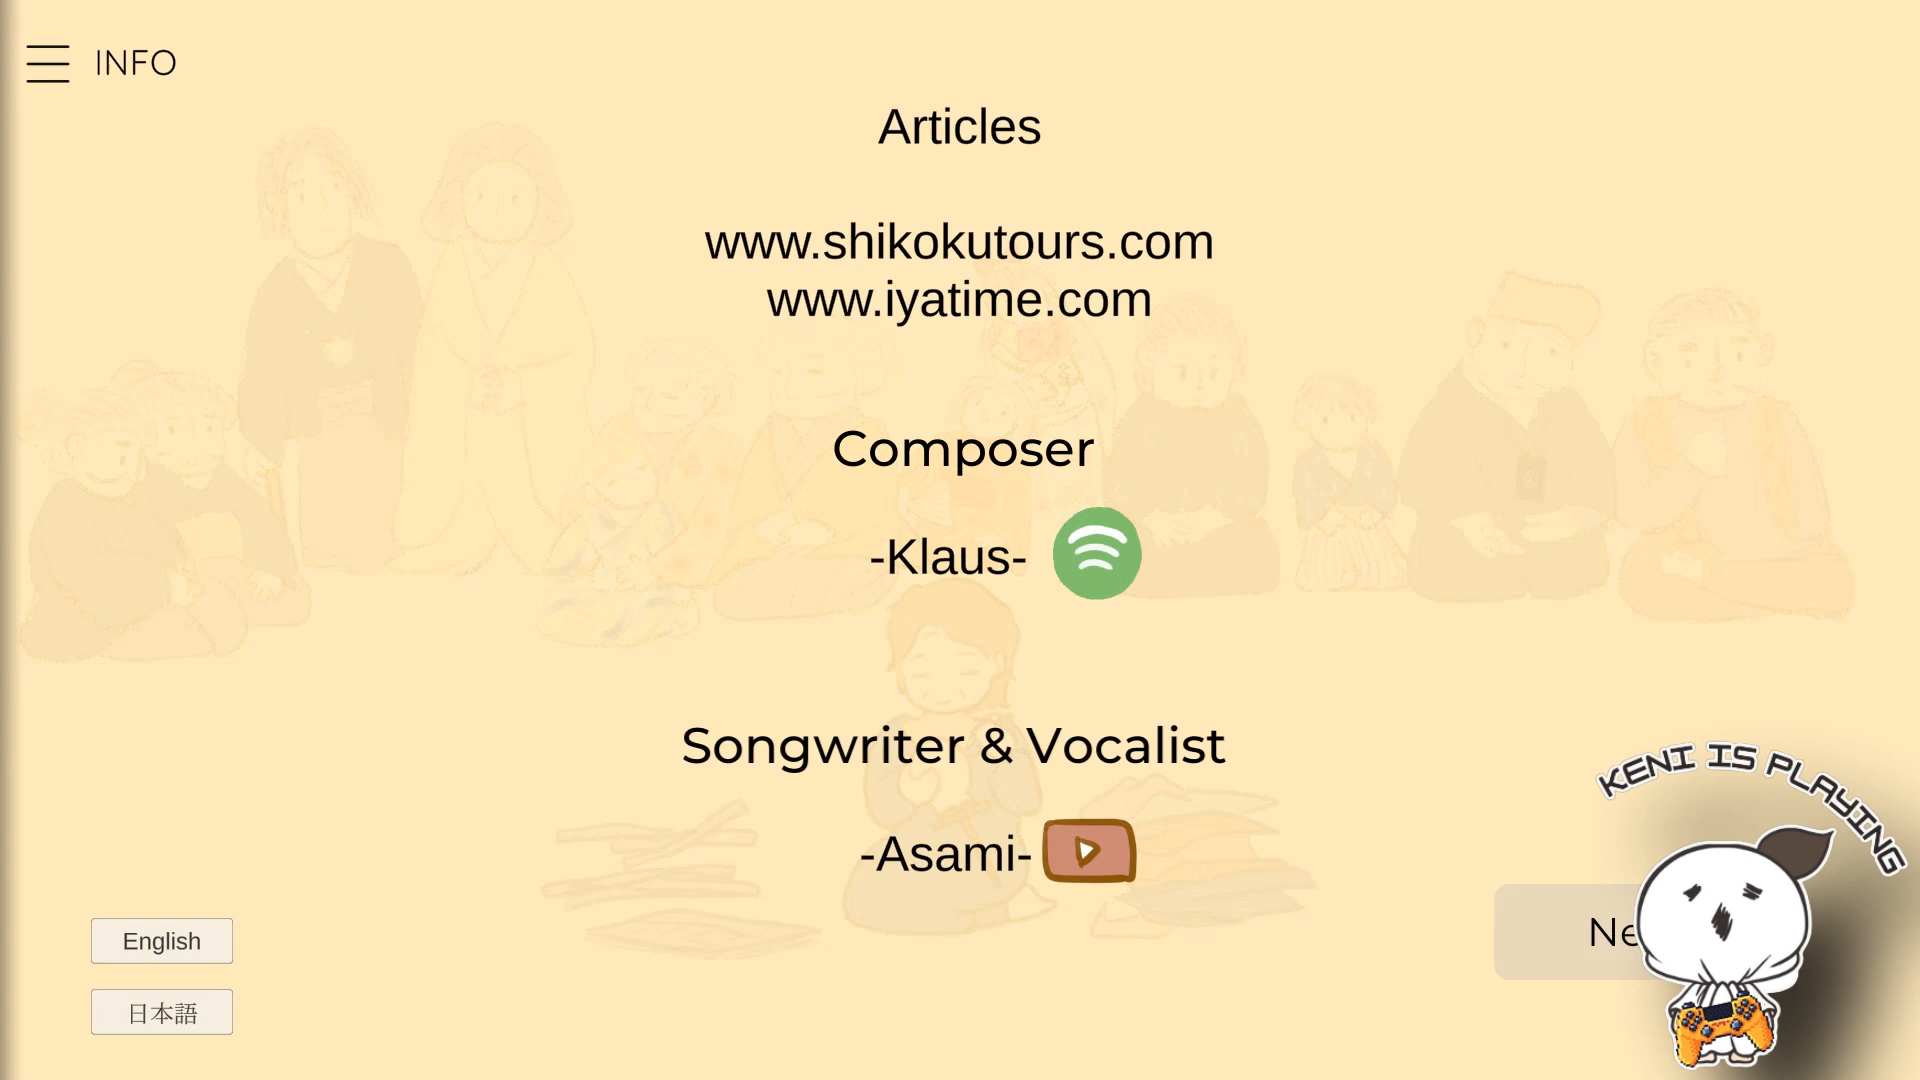 INFO
Articles
www.shikokutours.com
www.iyatime.com
Composer
-Klaus-
Songwriter & Vocalist
-Asami-
KENI IS PLAYING
English
日本語